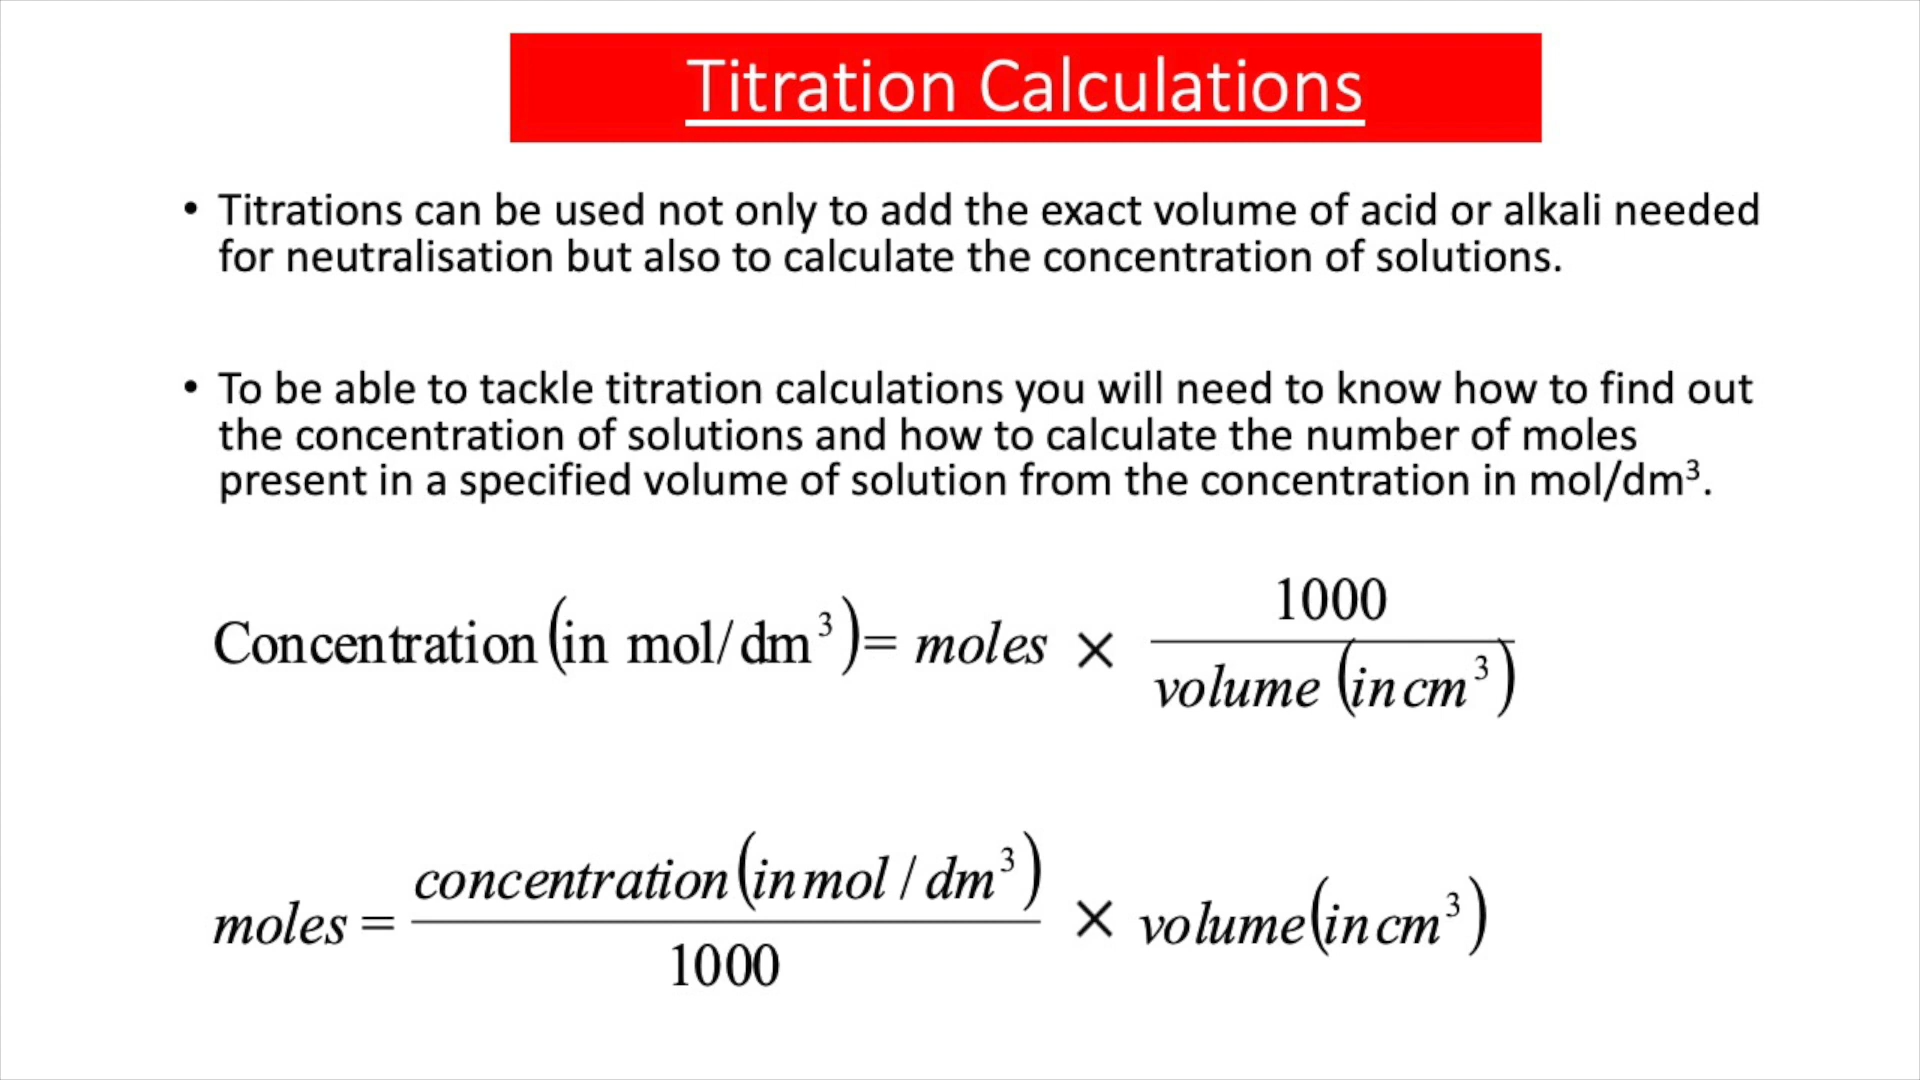 Titration Calculations
• Titrations can be used not only to add the exact volume of acid or alkali needed
for neutralisation but also to calculate the concentration of solutions.
• To be able to tackle titration calculations you will need to know how to find out
the concentration of solutions and how to calculate the number of moles
present in a specified volume of solution from the concentration in mol/dm³.
Concentration (in mol/dm³) = moles × 1000 / volume (in cm³)
moles = concentration (in mol / dm³) / 1000 × volume (in cm³)